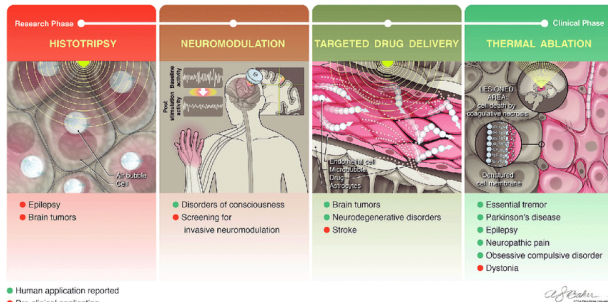 Research Phase
Clinical Phase
HISTOTRIPSY
NEUROMODULATION
TARGETED DRUG DELIVERY
THERMAL ABLATION
Baseline
activity
Post
stimulation
activity
Air bubble
Cell
Endothelial cell
Microbubble
Drug
Astrocytes
LESIONED
AREA
cell death by
coagulative necrosis
Denatured
cell membrane
Epilepsy
Brain tumors
Disorders of consciousness
Screening for
invasive neuromodulation
Brain tumors
Neurodegenerative disorders
Stroke
Essential tremor
Parkinson's disease
Epilepsy
Neuropathic pain
Obsessive compulsive disorder
Dystonia
Human application reported